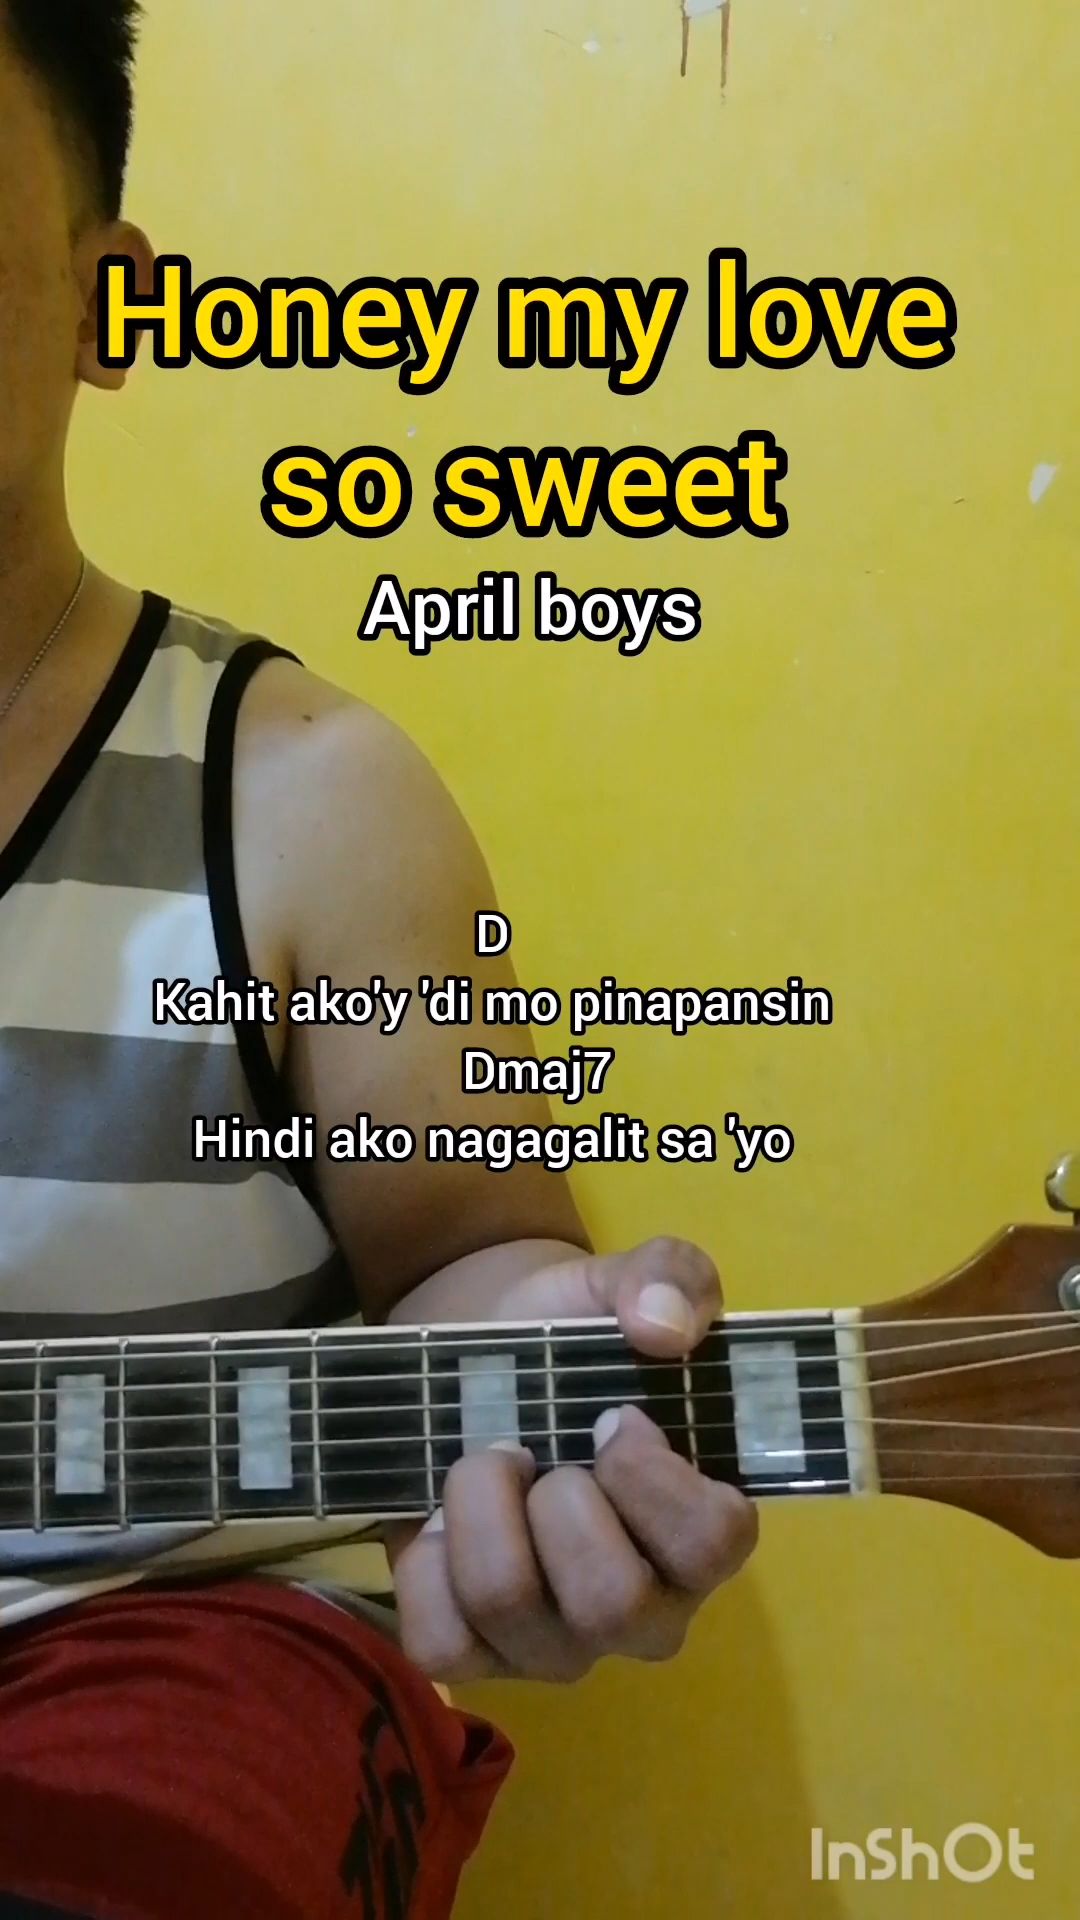 Honey my love
so sweet
April boys
D
Kahit ako'y 'di mo pinapansin
Dmaj7
Hindi ako nagagalit sa 'yo
InShOt